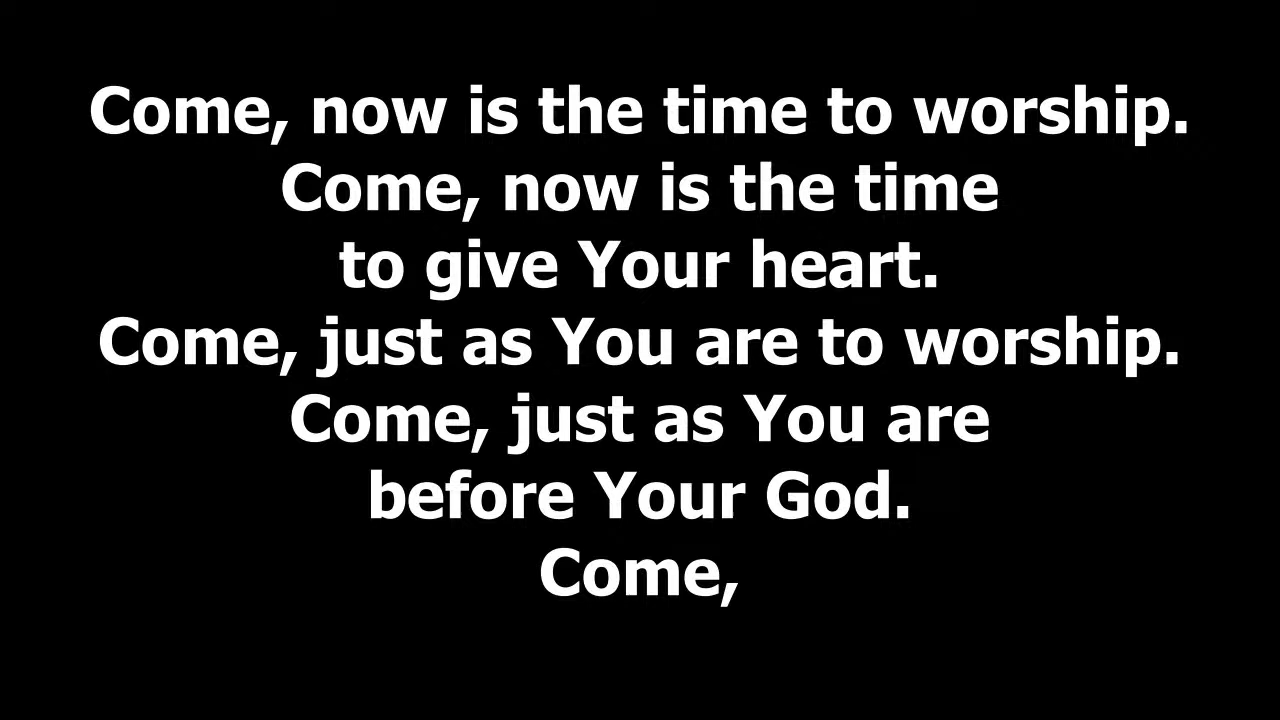 Come, now is the time to worship.
Come, now is the time
to give Your heart.
Come, just as You are to worship.
Come, just as You are
before Your God.
Come,